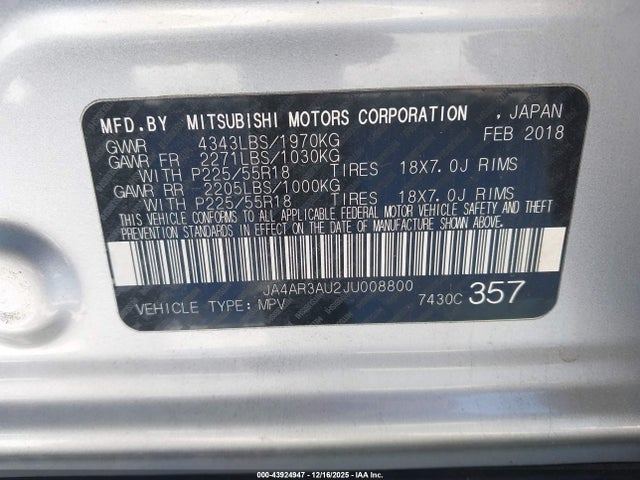 MFD.BY MITSUBISHI MOTORS CORPORATION , JAPAN
GVWR 4343LBS/1970KG FEB 2018
GAWR FR 2271LBS/1030KG
WITH P225/55R18 TIRES 18X7.0J RIMS
GAWR RR 2205LBS/1000KG
WITH P225/55R18 TIRES 18X7.0J RIMS
THIS VEHICLE CONFORMS TO ALL APPLICABLE FEDERAL MOTOR VEHICLE SAFETY AND THEFT
PREVENTION STANDARDS IN EFFECT ON THE DATE OF MANUFACTURE SHOWN ABOVE.
JA4AR3AU2JU008800
VEHICLE TYPE: MPV 7430C 357
000-43924947 - 12/16/2025 - IAA Inc.